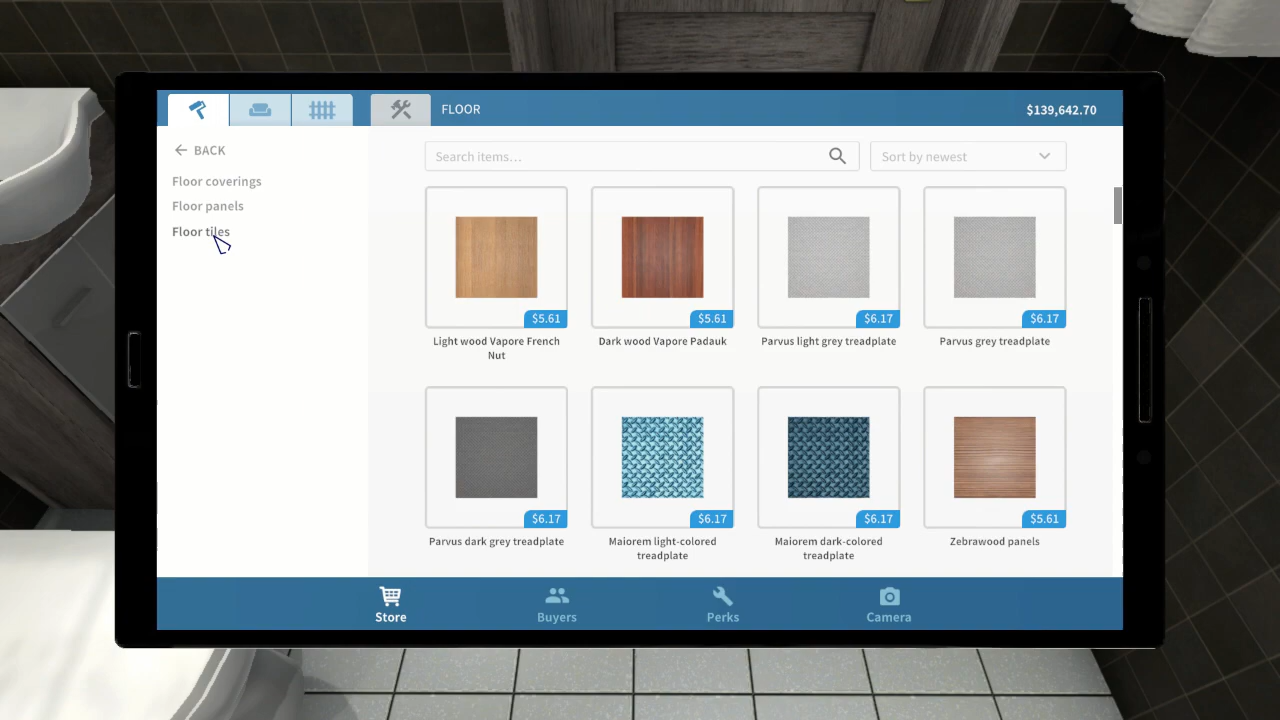 FLOOR
$139,642.70
BACK
Search items...
Sort by newest
Floor coverings
Floor panels
Floor tiles
$5.61
$5.61
$6.17
$6.17
Light wood Vapore French
Nut
Dark wood Vapore Padauk
Parvus light grey treadplate
Parvus grey treadplate
$6.17
$6.17
$6.17
$5.61
Parvus dark grey treadplate
Maiorem light-colored
treadplate
Maiorem dark-colored
treadplate
Zebrawood panels
Store
Buyers
Perks
Camera